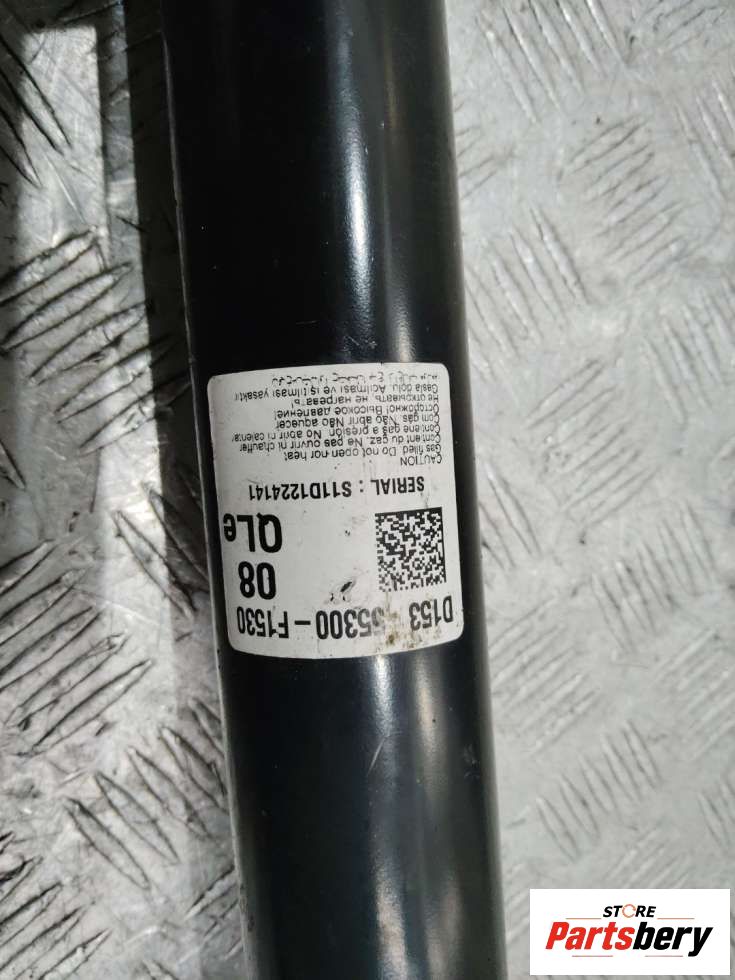 D153 55300-F1530
08
QLe
SERIAL : S11D1224141
CAUTION
Gas filled. Do not open nor heat
Contient du gaz. Ne pas ouvrir ni chauffer
Contiene gas a presión. No abrir ni calentar
Com gás. Não abrir Não aquecer
Осторожно! Высокое давление!
Не открывать, не нагревать!
Gasla dolu. Açılması ve ısıtılması yasaktır
STORE
Partsbery